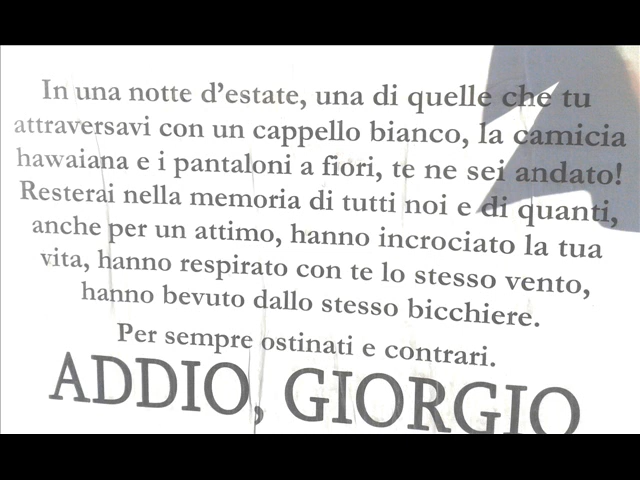 In una notte d'estate, una di quelle che tu
attraversavi con un cappello bianco, la camicia
hawaiana e i pantaloni a fiori, te ne sei andato!
Resterai nella memoria di tutti noi e di quanti,
anche per un attimo, hanno incrociato la tua
vita, hanno respirato con te lo stesso vento,
hanno bevuto dallo stesso bicchiere.
Per sempre ostinati e contrari.
ADDIO, GIORGIO